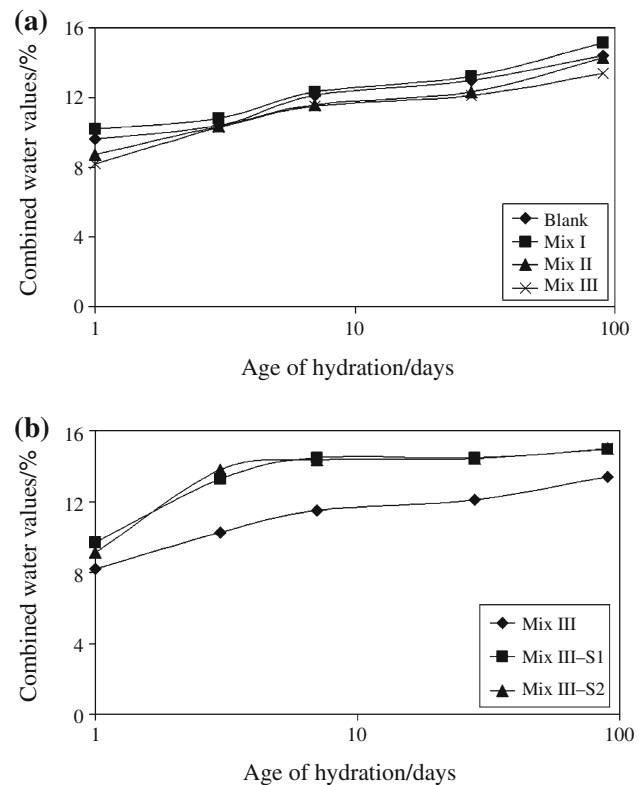 (a)
16
12
8
4
0
1
10
100
Combined water values/%
Age of hydration/days
Blank
Mix I
Mix II
Mix III
(b)
16
12
8
4
0
1
10
100
Combined water values/%
Age of hydration/days
Mix III
Mix III–S1
Mix III–S2